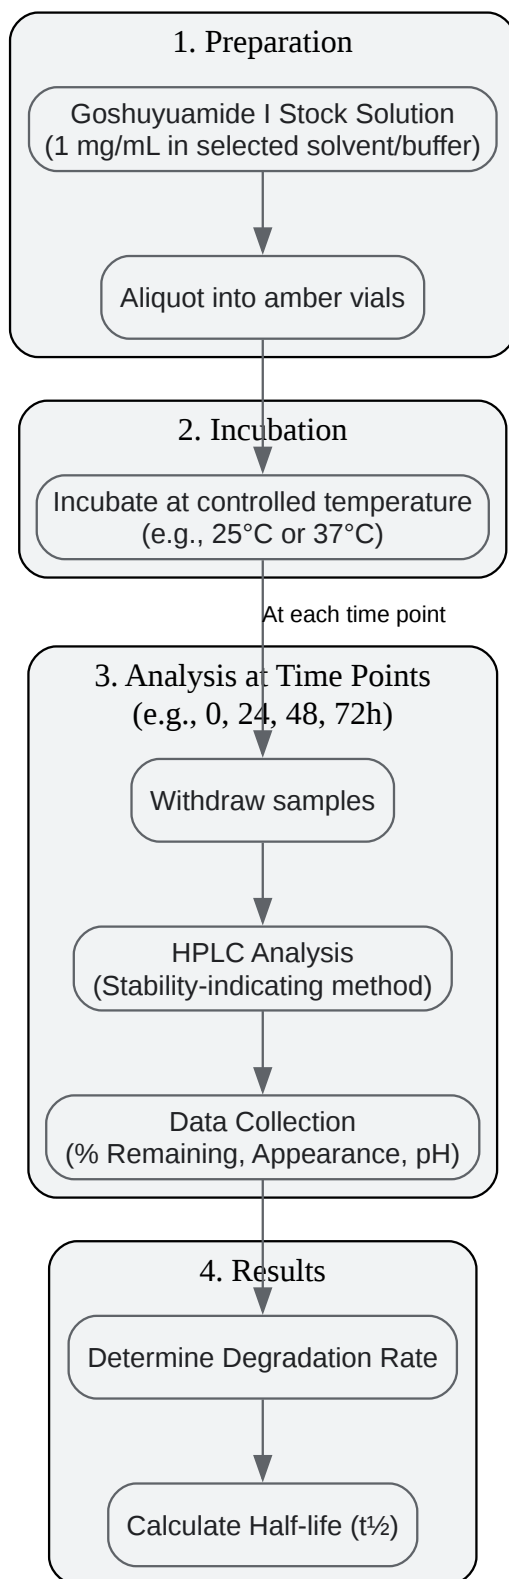 1. Preparation
Goshuyuamide I Stock Solution
(1 mg/mL in selected solvent/buffer)
Aliquot into amber vials
2. Incubation
Incubate at controlled temperature
(e.g., 25°C or 37°C)
At each time point
3. Analysis at Time Points
(e.g., 0, 24, 48, 72h)
Withdraw samples
HPLC Analysis
(Stability-indicating method)
Data Collection
(% Remaining, Appearance, pH)
4. Results
Determine Degradation Rate
Calculate Half-life (t½)